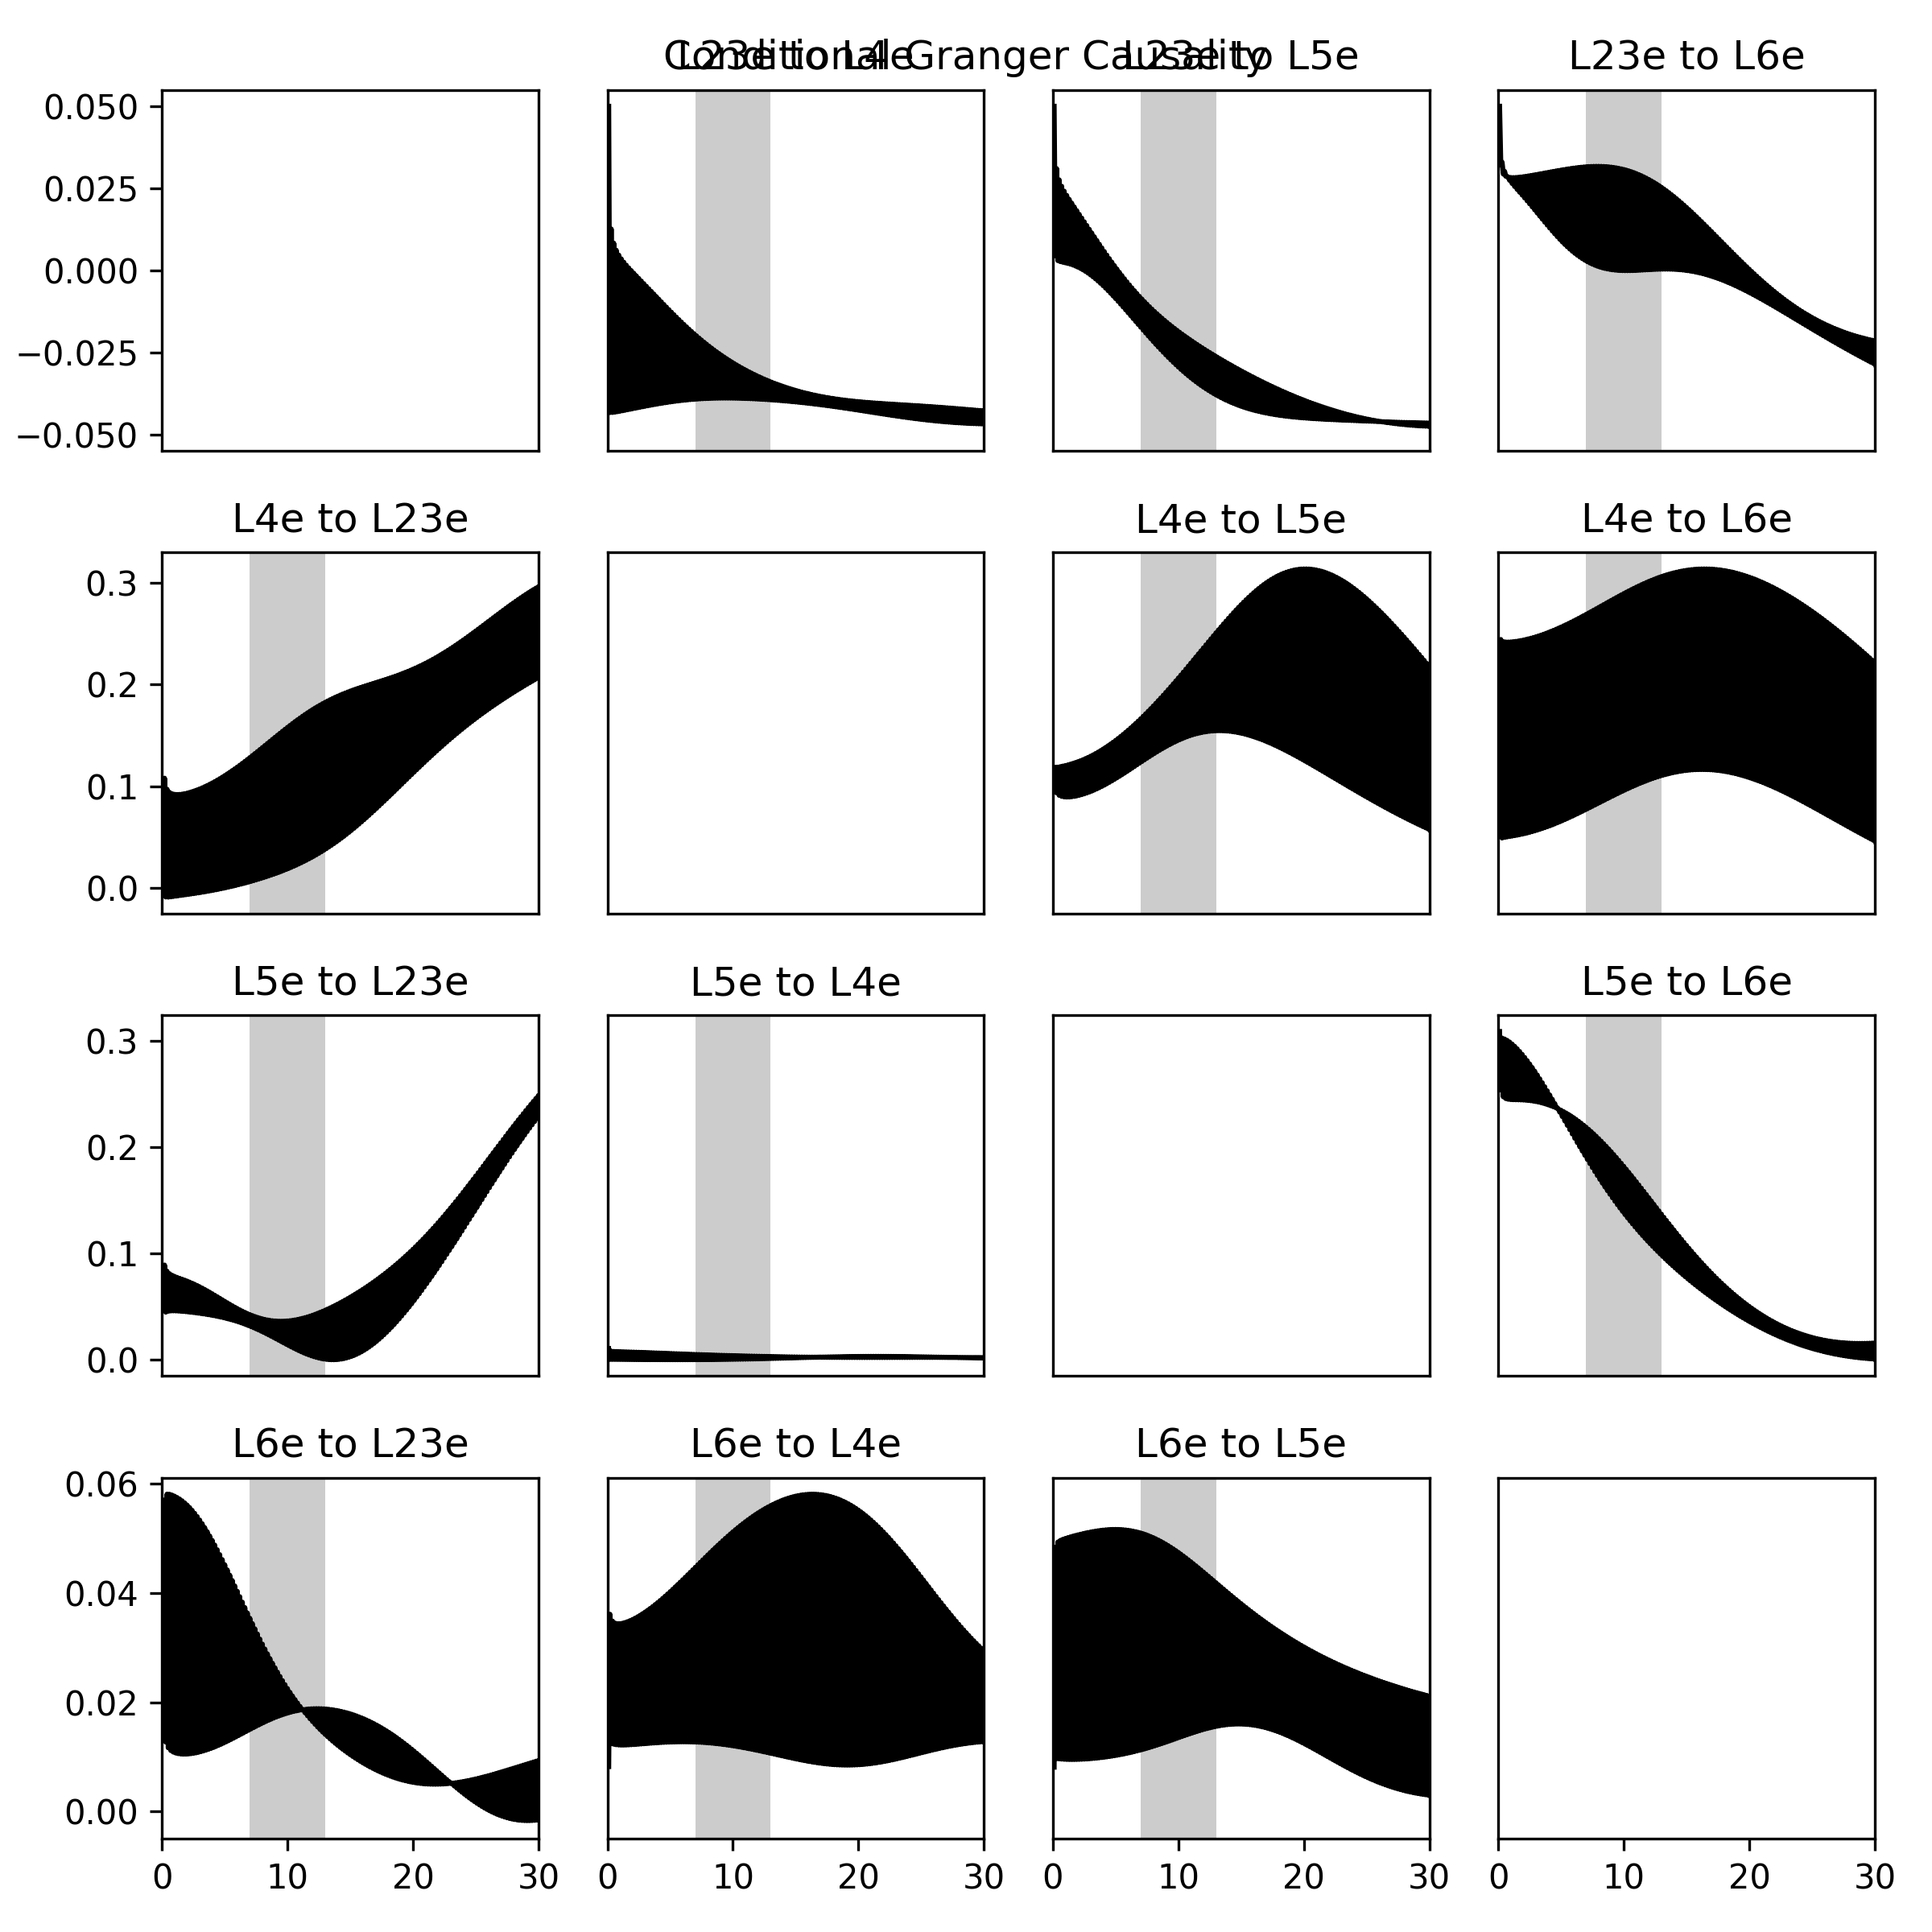 Conditional Granger Causality
L23e to L4e
L23e to L5e
L23e to L6e
0.050
0.025
0.000
−0.025
−0.050
L4e to L23e
L4e to L5e
L4e to L6e
0.3
0.2
0.1
0.0
L5e to L23e
L5e to L4e
L5e to L6e
0.3
0.2
0.1
0.0
L6e to L23e
L6e to L4e
L6e to L5e
0.06
0.04
0.02
0.00
0 10 20 30 0 10 20 30 0 10 20 30 0 10 20 30